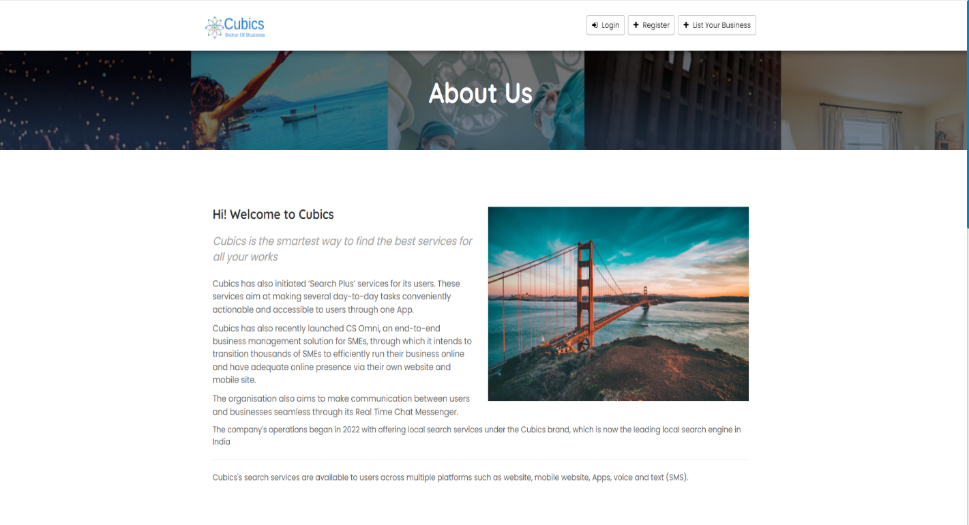 Cubics
Broker Of Business
Login
Register
List Your Business
About Us
Hi! Welcome to Cubics
Cubics is the smartest way to find the best services for
all your works
Cubics has also initiated ‘Search Plus’ services for its users. These
services aim at making several day-to-day tasks conveniently
actionable and accessible to users through one App.
Cubics has also recently launched CS Omni, an end-to-end
business management solution for SMEs, through which it intends to
transition thousands of SMEs to efficiently run their business online
and have adequate online presence via their own website and
mobile site.
The organisation also aims to make communication between users
and businesses seamless through its Real Time Chat Messenger.
The company's operations began in 2022 with offering local search services under the Cubics brand, which is now the leading local search engine in
India
Cubics's search services are available to users across multiple platforms such as website, mobile website, Apps, voice and text (SMS).